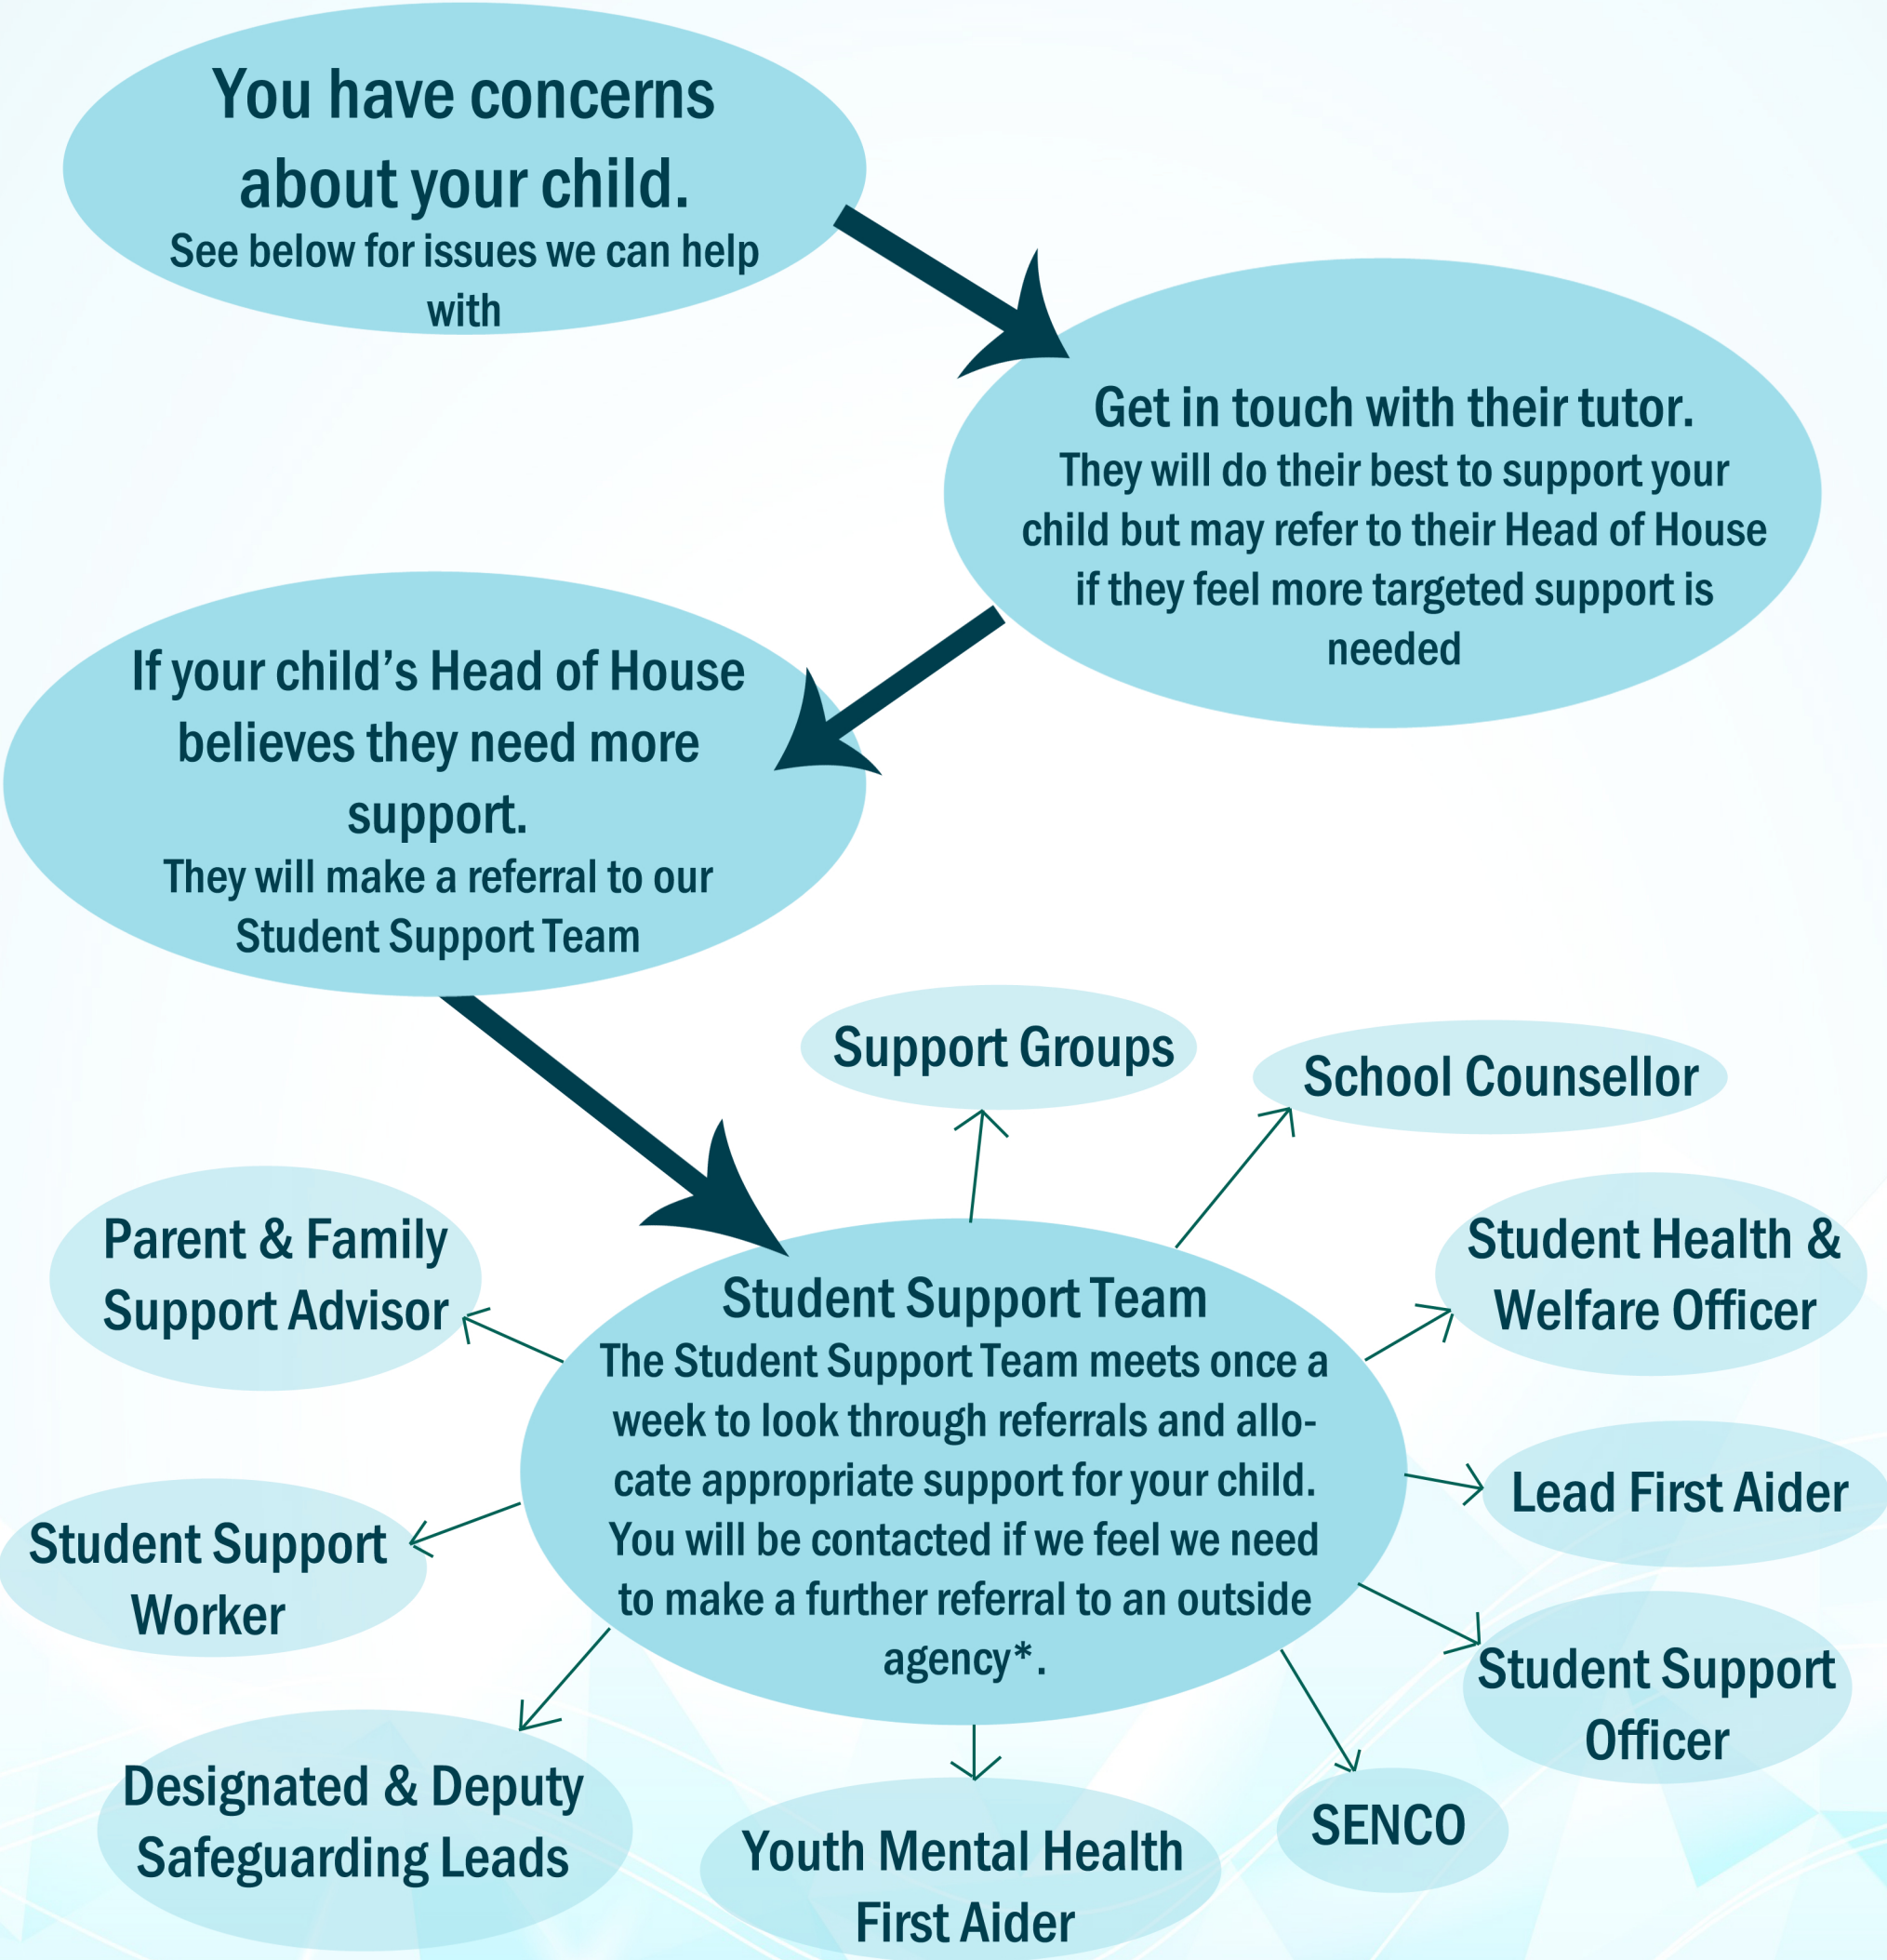 You have concerns
about your child.
See below for issues we can help
with
Get in touch with their tutor.
They will do their best to support your
child but may refer to their Head of House
if they feel more targeted support is
needed
If your child’s Head of House
believes they need more
support.
They will make a referral to our
Student Support Team
Support Groups
School Counsellor
Parent & Family
Support Advisor
Student Health &
Welfare Officer
Student Support Team
The Student Support Team meets once a
week to look through referrals and allo-
cate appropriate support for your child.
You will be contacted if we feel we need
to make a further referral to an outside
agency*.
Lead First Aider
Student Support
Worker
Student Support
Officer
Designated & Deputy
Safeguarding Leads
Youth Mental Health
First Aider
SENCO